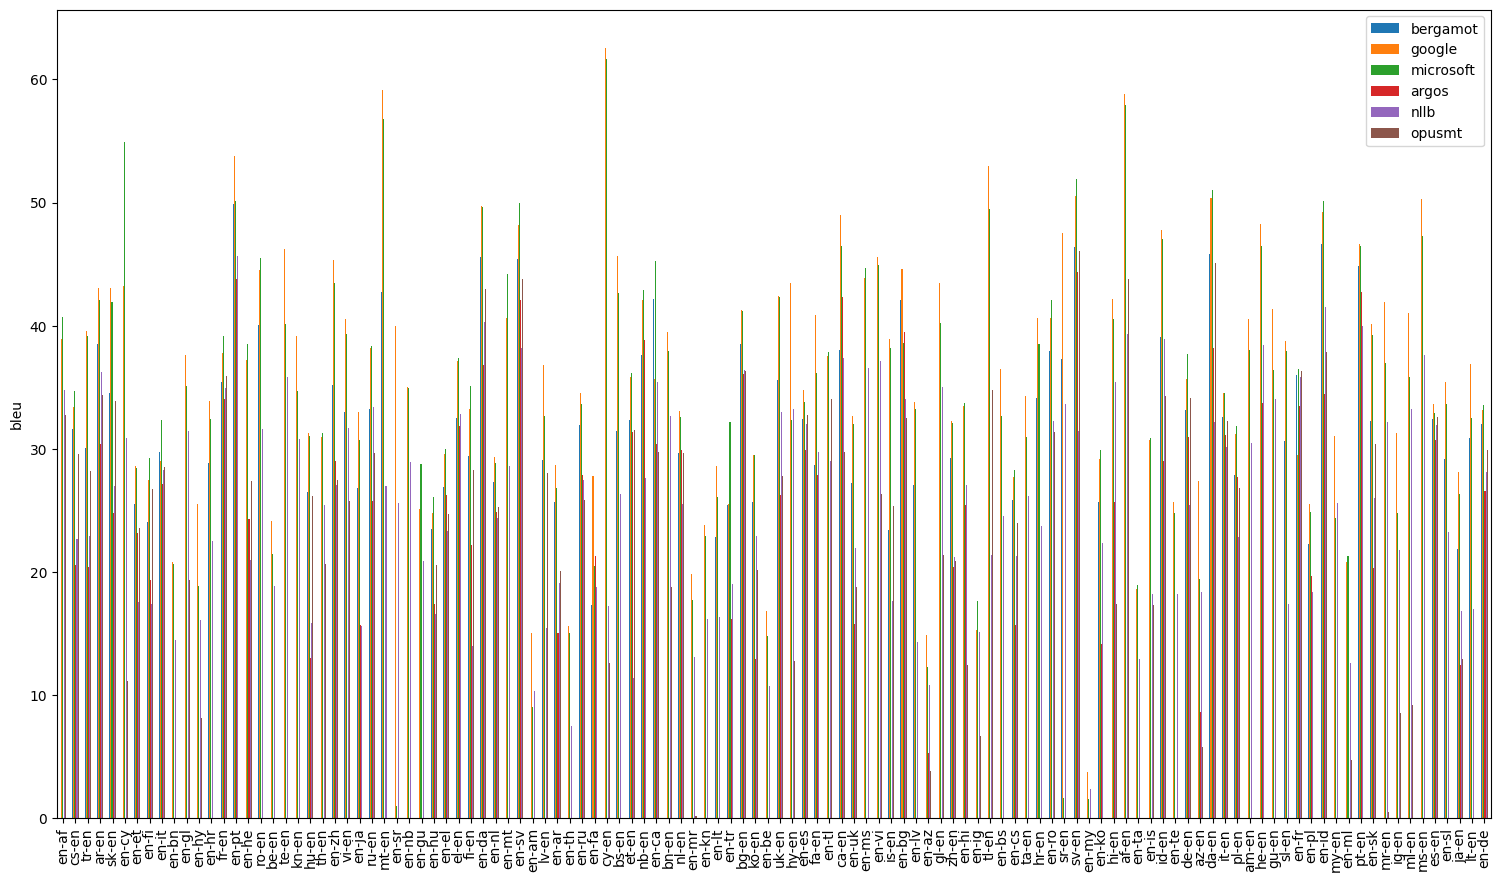 bergamot
google
microsoft
argos
nllb
opusmt
bleu
60
50
40
30
20
10
0
en-af
cs-en
tr-en
ar-en
sk-en
en-cy
en-et
en-fi
en-it
en-bn
en-gl
en-hy
en-hr
fr-en
en-pt
en-he
ro-en
be-en
te-en
kn-en
hu-en
th-en
en-zh
vi-en
en-ja
ru-en
mt-en
en-sr
en-nb
en-gu
en-hu
en-el
el-en
fi-en
en-da
en-nl
en-mt
en-sv
en-am
lv-en
en-ar
en-th
en-ru
en-fa
cy-en
bs-en
et-en
nb-en
en-ca
bn-en
nl-en
en-mr
en-kn
en-lt
en-tr
bg-en
ko-en
en-be
uk-en
hy-en
en-es
fa-en
en-tl
ca-en
en-uk
en-ms
en-vi
is-en
en-bg
en-lv
en-az
gl-en
zh-en
en-hi
en-ig
tl-en
en-bs
en-cs
ta-en
hr-en
en-ro
sr-en
sv-en
en-my
en-ko
hi-en
af-en
en-ta
en-is
id-en
en-te
de-en
az-en
da-en
it-en
pl-en
am-en
he-en
gu-en
sl-en
en-fr
en-pl
en-id
my-en
en-ml
pt-en
en-sk
mr-en
ig-en
ml-en
ms-en
es-en
en-sl
ja-en
lt-en
en-de